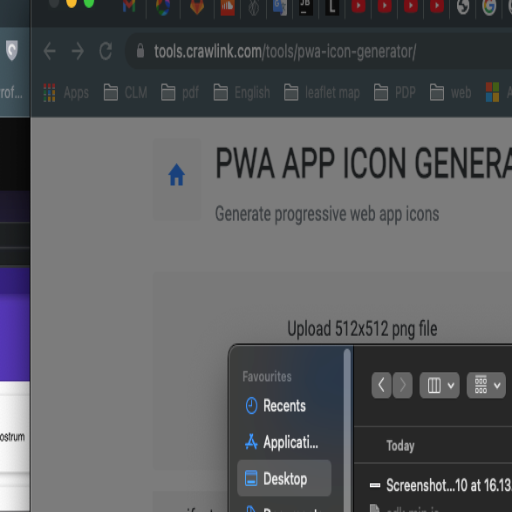 tools.crawlink.com/tools/pwa-icon-generator/
rof...
Apps CLM pdf English leaflet map PDP web
PWA APP ICON GENERA
Generate progressive web app icons
Upload 512x512 png file
Favourites
Recents
Applicati...
Today
ostrum
Desktop
Screenshot...10 at 16.13.